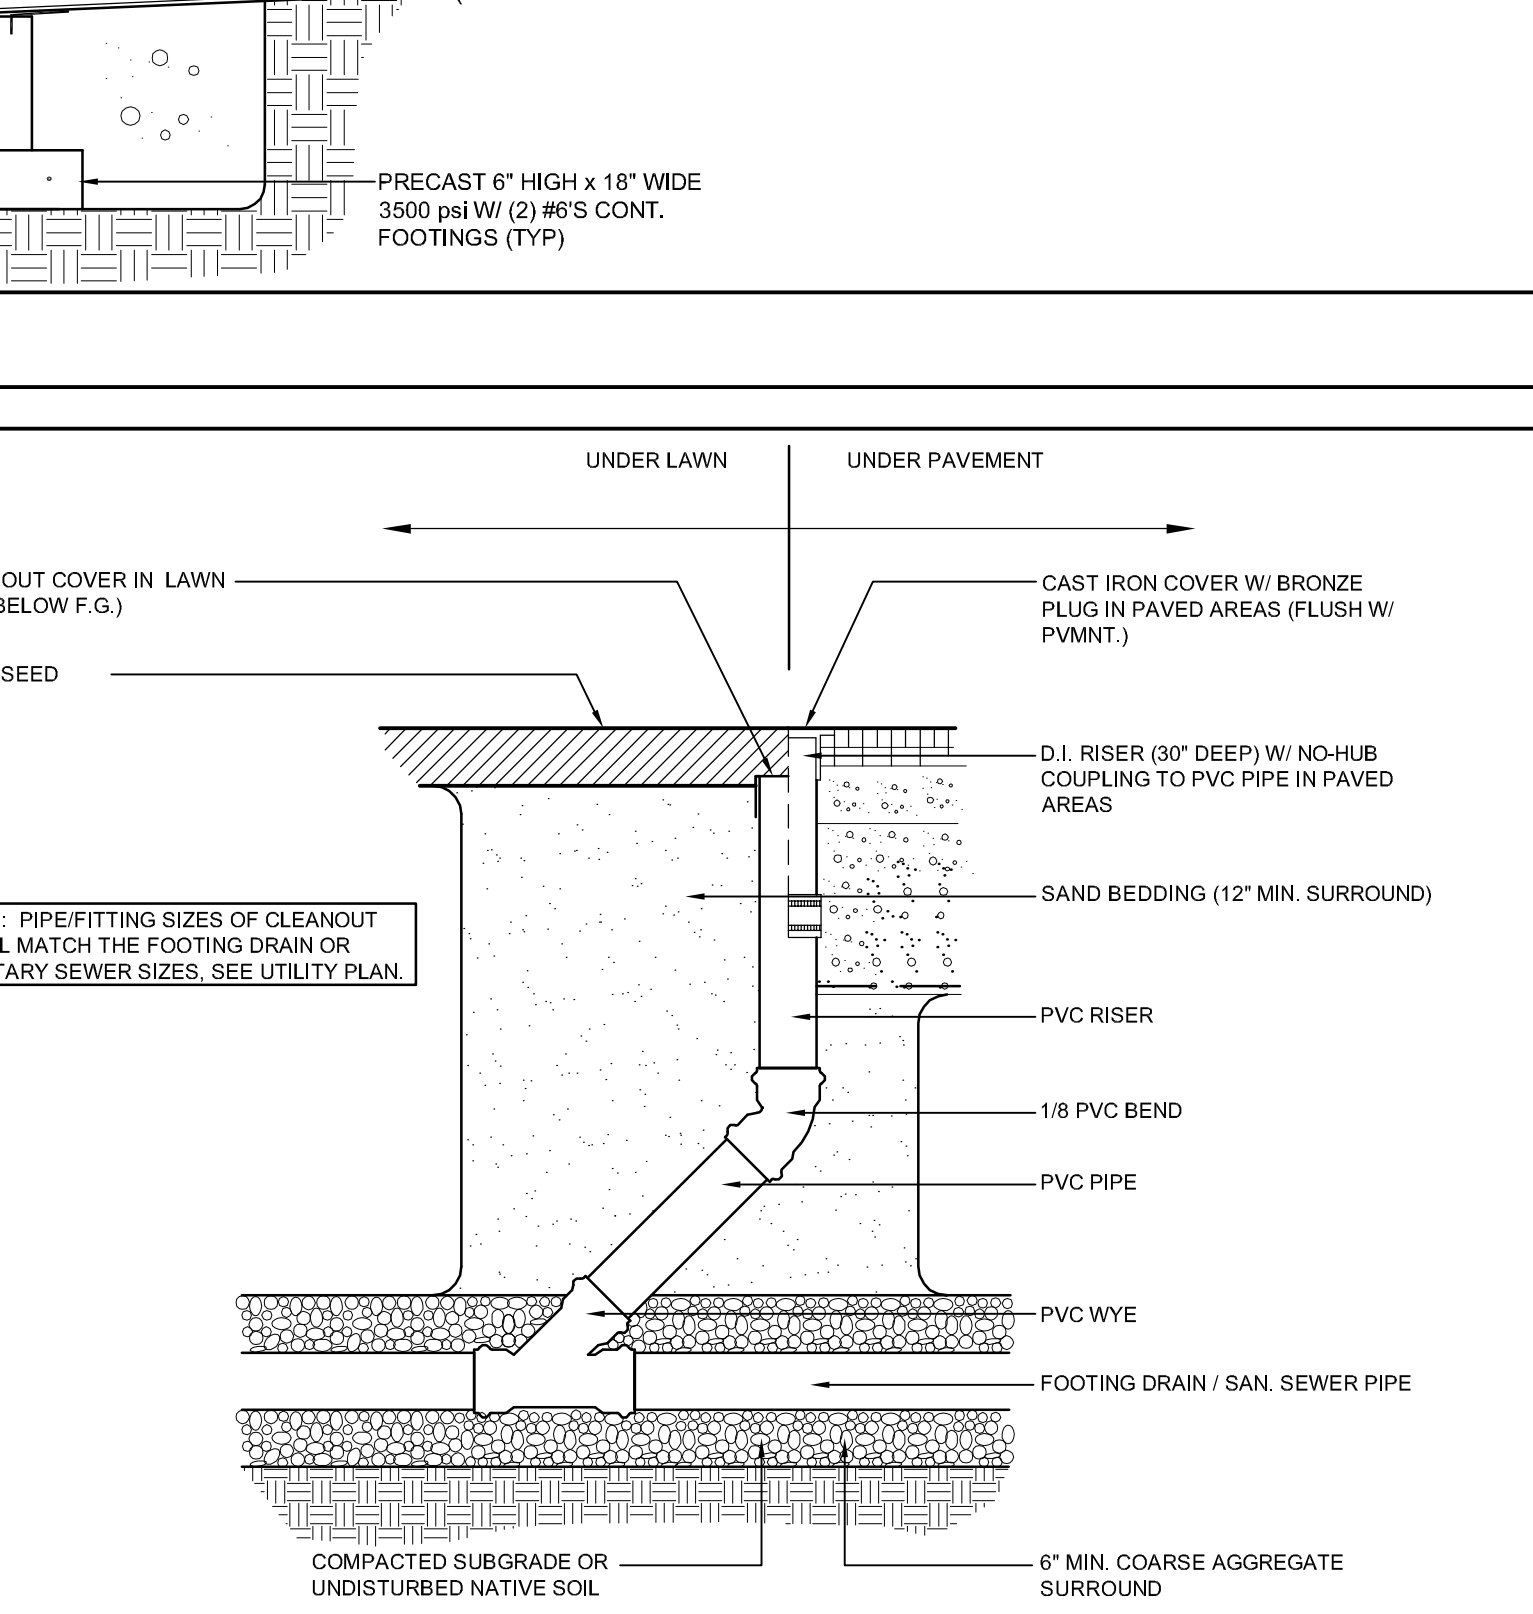 PRECAST 6" HIGH x 18" WIDE
3500 psi W/ (2) #6'S CONT.
FOOTINGS (TYP)
UNDER LAWN
UNDER PAVEMENT
OUT COVER IN LAWN
BELOW F.G.)
CAST IRON COVER W/ BRONZE
PLUG IN PAVED AREAS (FLUSH W/
PVMNT.)
SEED
D.I. RISER (30" DEEP) W/ NO-HUB
COUPLING TO PVC PIPE IN PAVED
AREAS
SAND BEDDING (12" MIN. SURROUND)
: PIPE/FITTING SIZES OF CLEANOUT
L MATCH THE FOOTING DRAIN OR
TARY SEWER SIZES, SEE UTILITY PLAN.
PVC RISER
1/8 PVC BEND
PVC PIPE
PVC WYE
FOOTING DRAIN / SAN. SEWER PIPE
COMPACTED SUBGRADE OR
UNDISTURBED NATIVE SOIL
6" MIN. COARSE AGGREGATE
SURROUND